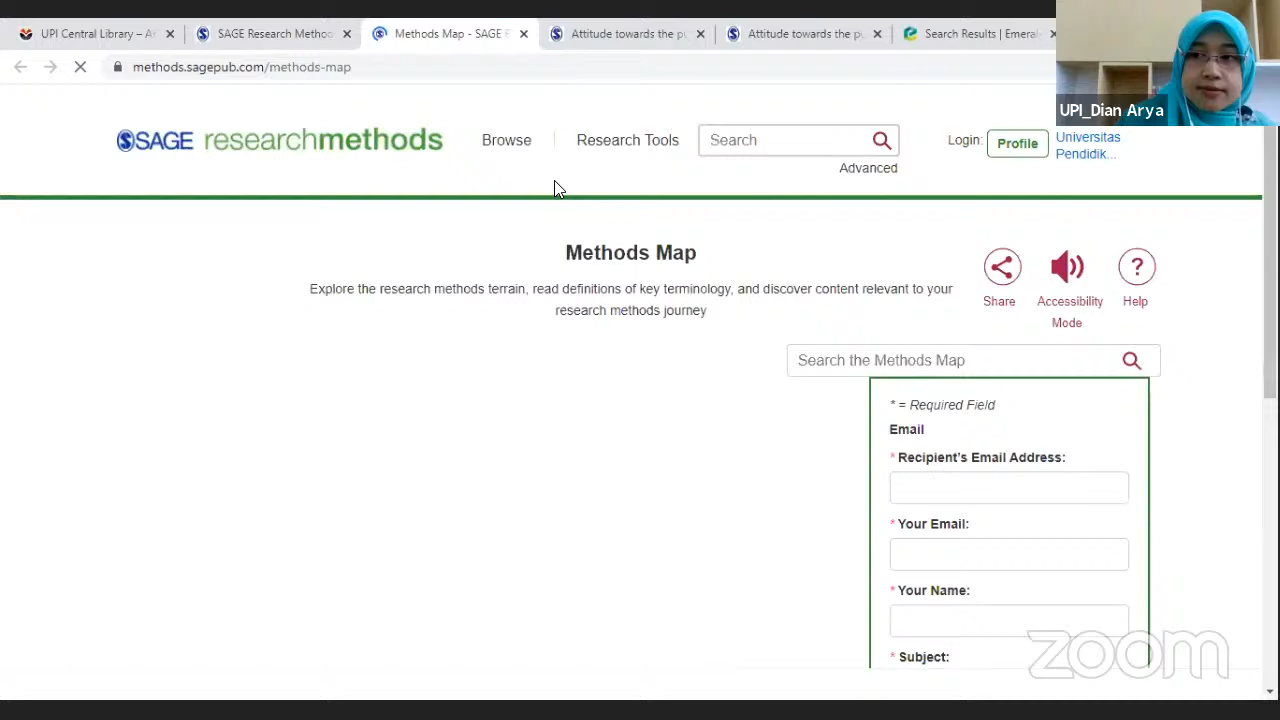 UPI Central Library – A
SAGE Research Metho
Methods Map - SAGE
Attitude towards the pu
Attitude towards the pu
Search Results | Emeral
methods.sagepub.com/methods-map
UPI_Dian Arya
SAGE researchmethods
Browse
Research Tools
Search
Advanced
Login:
Profile
Universitas
Pendidik...
Methods Map
Explore the research methods terrain, read definitions of key terminology, and discover content relevant to your
research methods journey
Share
Accessibility
Mode
Help
Search the Methods Map
* = Required Field
Email
* Recipient's Email Address:
* Your Email:
* Your Name:
* Subject:
zoom